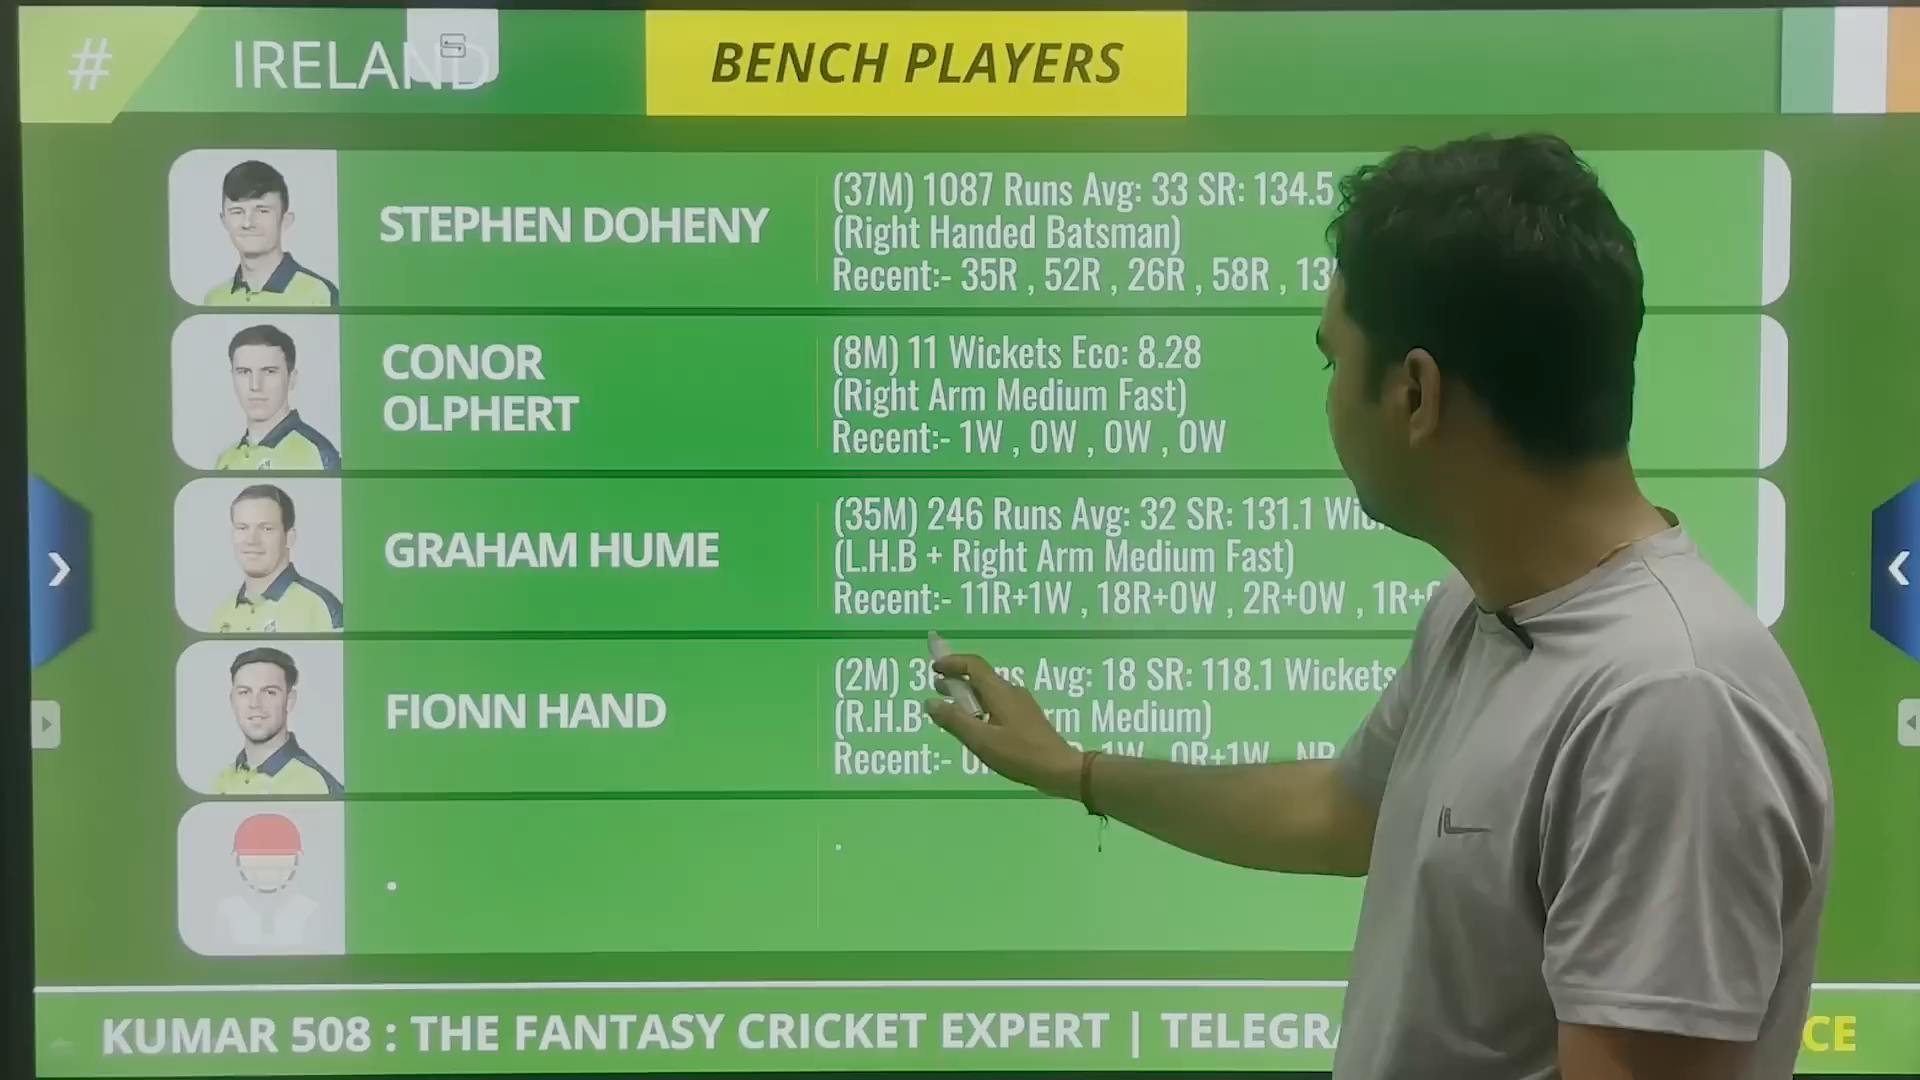 # IRELAND
BENCH PLAYERS
STEPHEN DOHENY
(37M) 1087 Runs Avg: 33 SR: 134.5
(Right Handed Batsman)
Recent:- 35R , 52R , 26R , 58R , 13
CONOR
OLPHERT
(8M) 11 Wickets Eco: 8.28
(Right Arm Medium Fast)
Recent:- 1W , 0W , 0W , 0W
GRAHAM HUME
(35M) 246 Runs Avg: 32 SR: 131.1
(L.H.B + Right Arm Medium Fast)
Recent:- 11R+1W , 18R+0W , 2R+0W , 1R+
FIONN HAND
(2M) Avg: 18 SR: 118.1 Wickets
(R.H.B Medium)
Recent:- 0R+1W
KUMAR 508 : THE FANTASY CRICKET EXPERT |